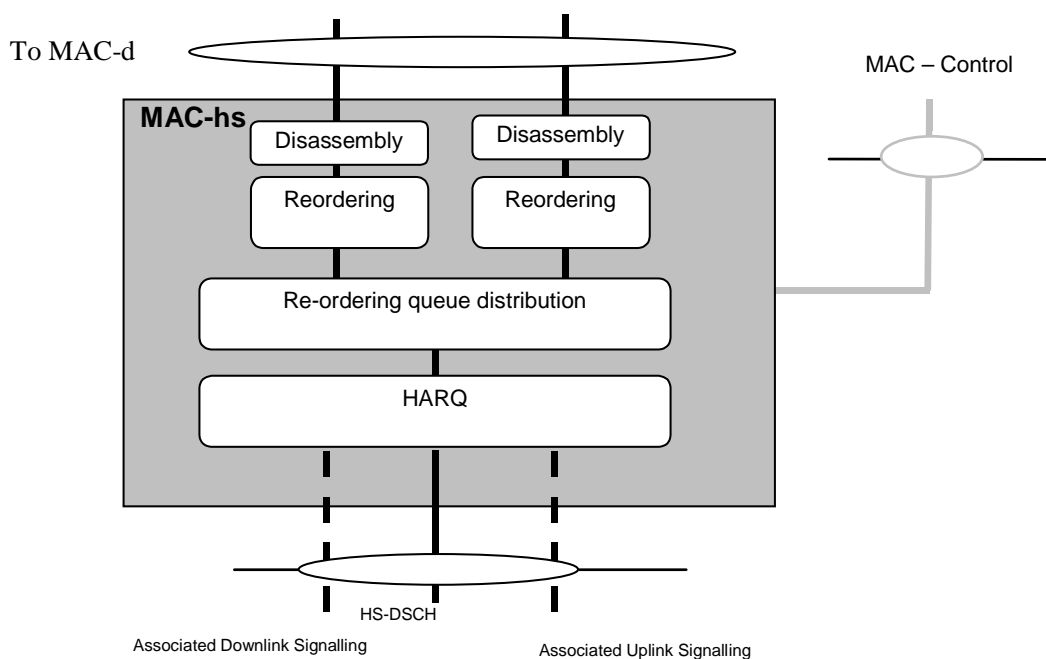 To MAC-d
MAC – Control
MAC-hs
Disassembly
Disassembly
Reordering
Reordering
Re-ordering queue distribution
HARQ
HS-DSCH
Associated Downlink Signalling
Associated Uplink Signalling